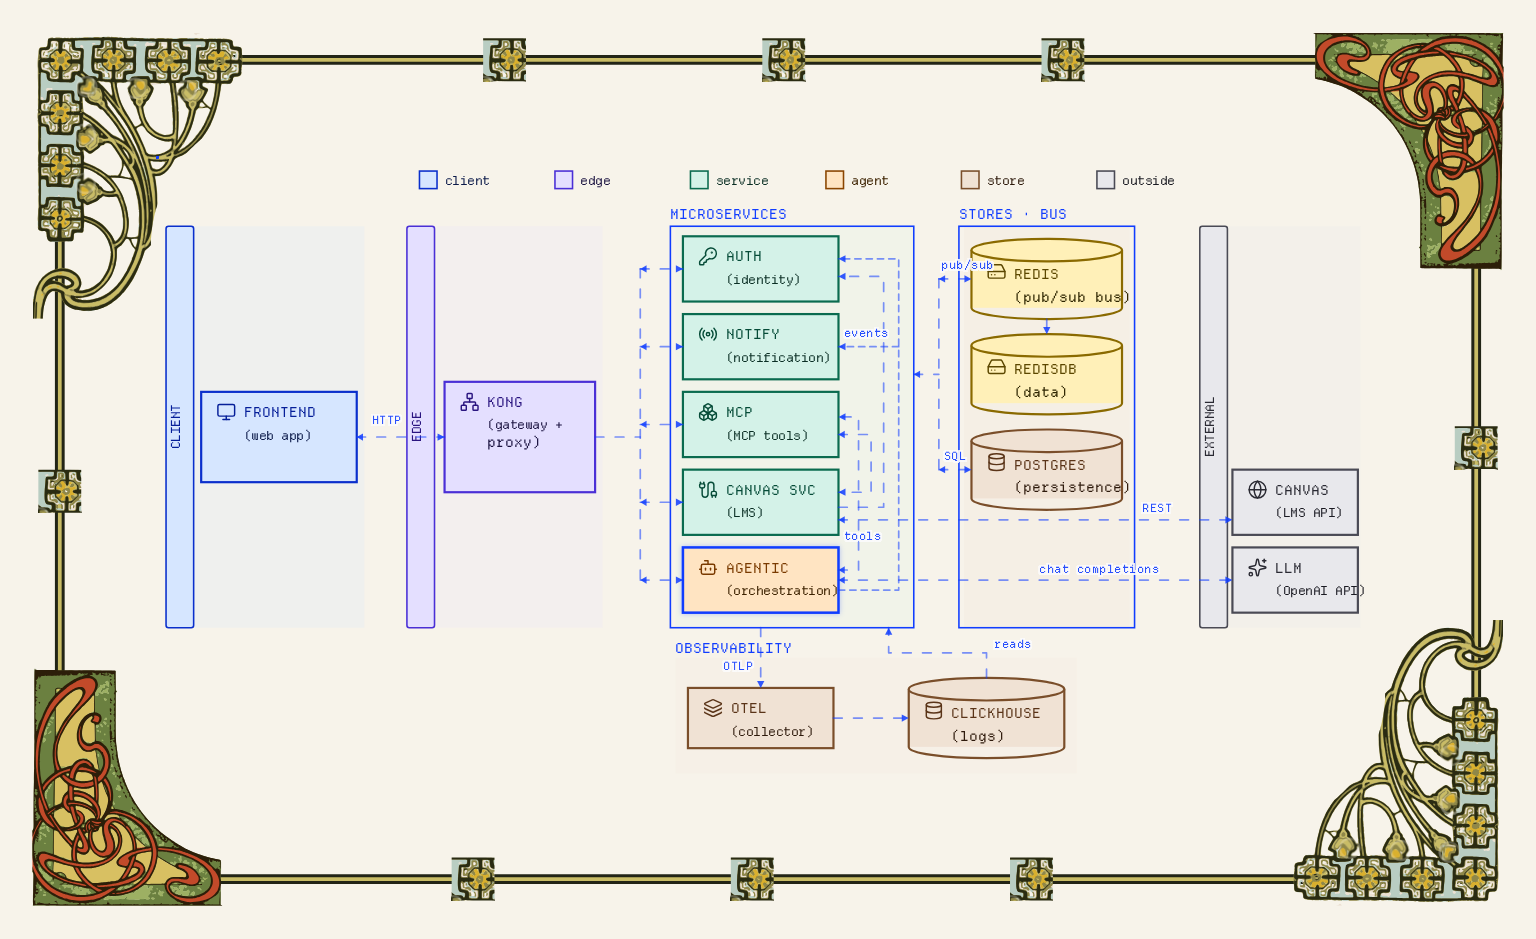 client
edge
service
agent
store
outside
MICROSERVICES
STORES · BUS
CLIENT
FRONTEND
(web app)
HTTP
EDGE
KONG
(gateway +
proxy)
AUTH
(identity)
NOTIFY
(notification)
events
MCP
(MCP tools)
CANVAS SVC
(LMS)
tools
AGENTIC
(orchestration)
pub/sub
REDIS
(pub/sub bus)
REDISDB
(data)
SQL
POSTGRES
(persistence)
REST
chat completions
EXTERNAL
CANVAS
(LMS API)
LLM
(OpenAI API)
OBSERVABILITY
OTLP
reads
OTEL
(collector)
CLICKHOUSE
(logs)